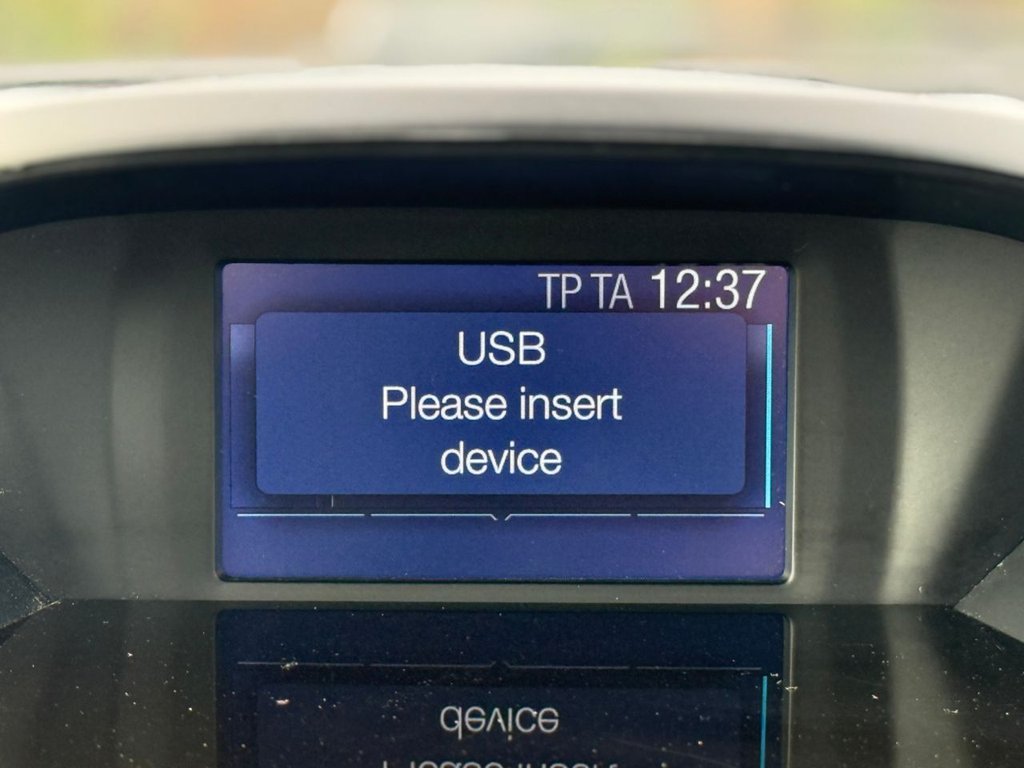 TP TA 12:37
USB
Please insert
device